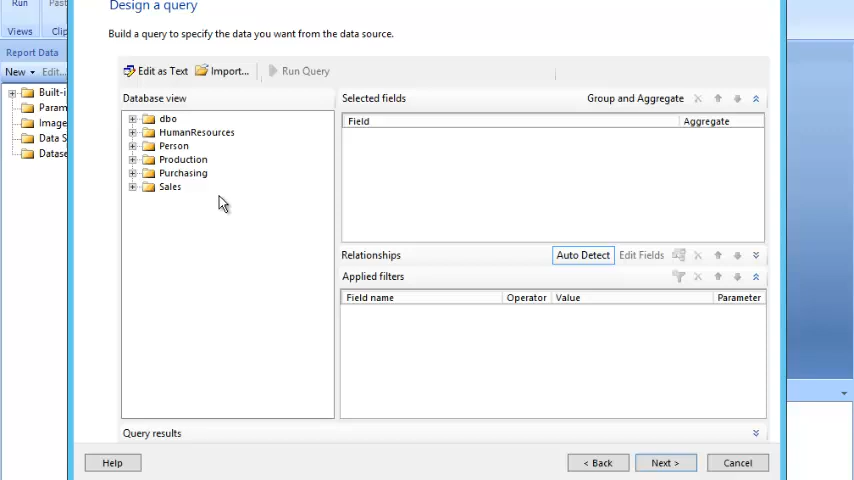 Design a query
Run Past
Build a query to specify the data you want from the data source.
Views Clip
Report Data
New Edit...
Edit as Text Import... Run Query
Built-i
Param
Image
Data S
Datase
Database view
Selected fields Group and Aggregate
Field Aggregate
dbo
HumanResources
Person
Production
Purchasing
Sales
Relationships Auto Detect Edit Fields
Applied filters
Field name Operator Value Parameter
Query results
Help < Back Next > Cancel